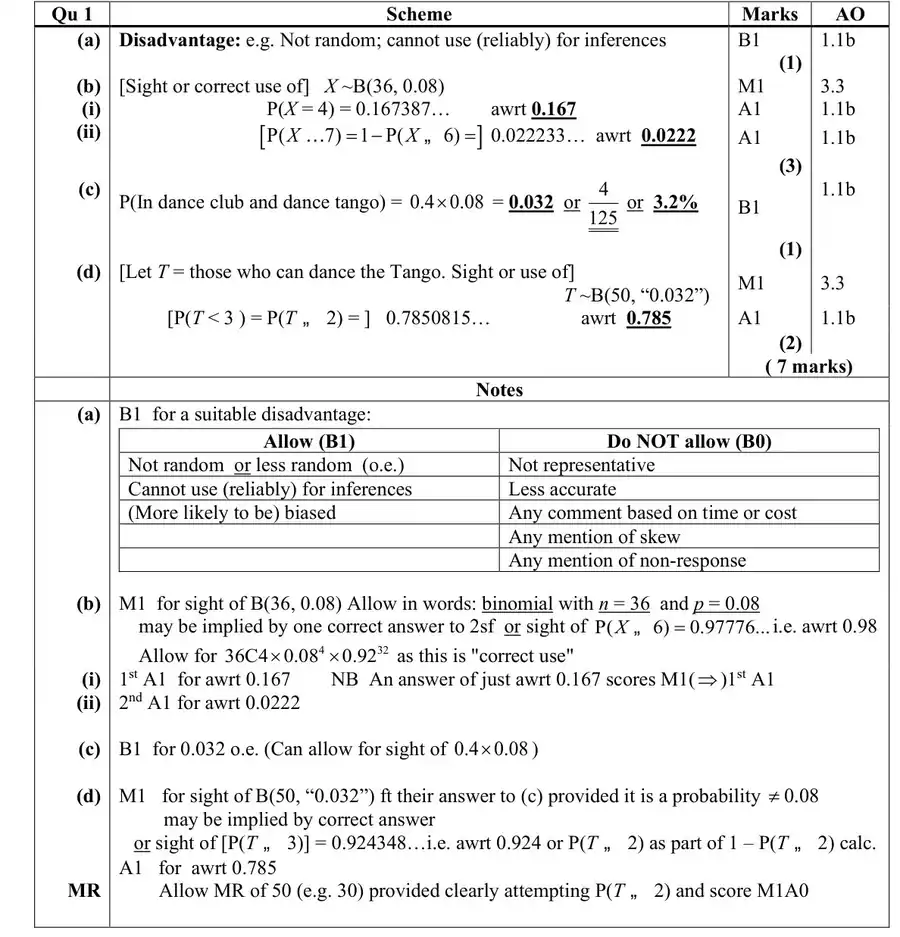 Qu 1 Scheme Marks AO
(a) Disadvantage: e.g. Not random; cannot use (reliably) for inferences B1 1.1b
(1)
(b) [Sight or correct use of] X ~B(36, 0.08) M1 3.3
(i) P(X = 4) = 0.167387… awrt 0.167 A1 1.1b
(ii) [P(X …7) = 1 − P(X „ 6) =] 0.022233… awrt 0.0222 A1 1.1b
(3)
(c) P(In dance club and dance tango) = 0.4 × 0.08 = 0.032 or 4/125 or 3.2% B1 1.1b
(1)
(d) [Let T = those who can dance the Tango. Sight or use of] M1 3.3
T ~B(50, “0.032”)
[P(T < 3 ) = P(T „ 2) = ] 0.7850815… awrt 0.785 A1 1.1b
(2)
( 7 marks)
Notes
(a) B1 for a suitable disadvantage:
Allow (B1) Do NOT allow (B0)
Not random or less random (o.e.) Not representative
Cannot use (reliably) for inferences Less accurate
(More likely to be) biased Any comment based on time or cost
Any mention of skew
Any mention of non-response
(b) M1 for sight of B(36, 0.08) Allow in words: binomial with n = 36 and p = 0.08
may be implied by one correct answer to 2sf or sight of P(X „ 6) = 0.97776... i.e. awrt 0.98
Allow for 36C4 × 0.08⁴ × 0.92³² as this is "correct use"
(i) 1st A1 for awrt 0.167 NB An answer of just awrt 0.167 scores M1(⇒)1st A1
(ii) 2nd A1 for awrt 0.0222
(c) B1 for 0.032 o.e. (Can allow for sight of 0.4 × 0.08 )
(d) M1 for sight of B(50, “0.032”) ft their answer to (c) provided it is a probability ≠ 0.08
may be implied by correct answer
or sight of [P(T „ 3)] = 0.924348…i.e. awrt 0.924 or P(T „ 2) as part of 1 – P(T „ 2) calc.
A1 for awrt 0.785
MR Allow MR of 50 (e.g. 30) provided clearly attempting P(T „ 2) and score M1A0